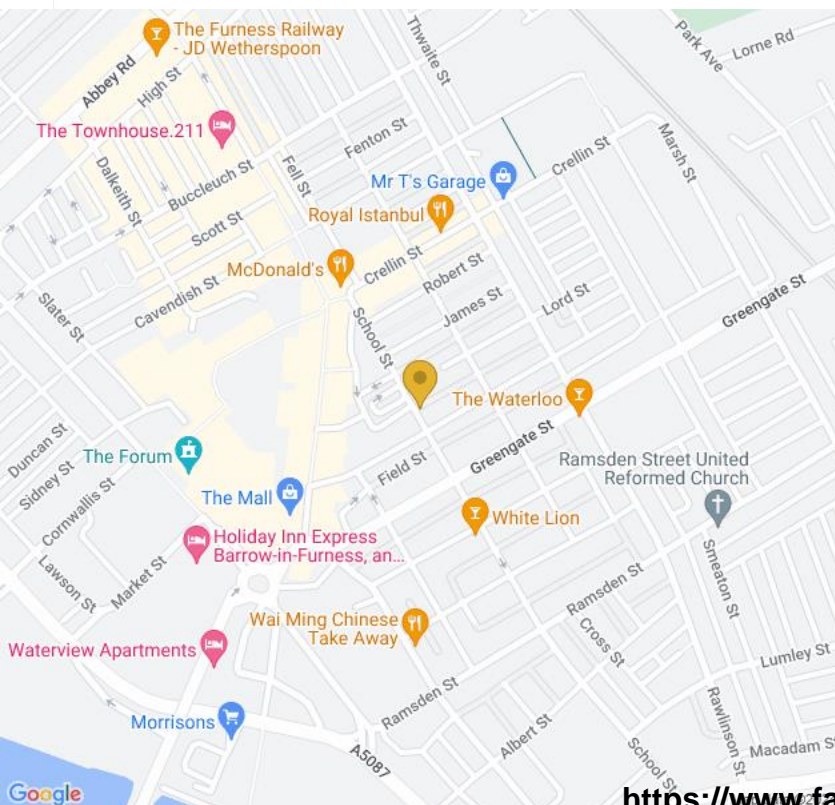 The Furness Railway
- JD Wetherspoon
Park Ave
Lorne Rd
Thwaite St
Abbey Rd
High St
The Townhouse.211
Fenton St
Crellin St
Marsh St
Fell St
Mr T's Garage
Dalkeith St
Buccleuch St
Royal Istanbul
Scott St
McDonald's
Crellin St
Robert St
Cavendish St
James St
Lord St
Greengate St
Slater St
School St
The Waterloo
Duncan St
The Forum
Greengate St
Sidney St
Field St
Ramsden Street United
Reformed Church
Cornwallis St
The Mall
White Lion
Holiday Inn Express
Barrow-in-Furness, an...
Lawson St
Market St
Ramsden St
Smeaton St
Wai Ming Chinese
Take Away
Cross St
Waterview Apartments
Lumley St
Ramsden St
Morrisons
Albert St
Rawlinson St
A5087
School St
Macadam St
Google
https://www.fa